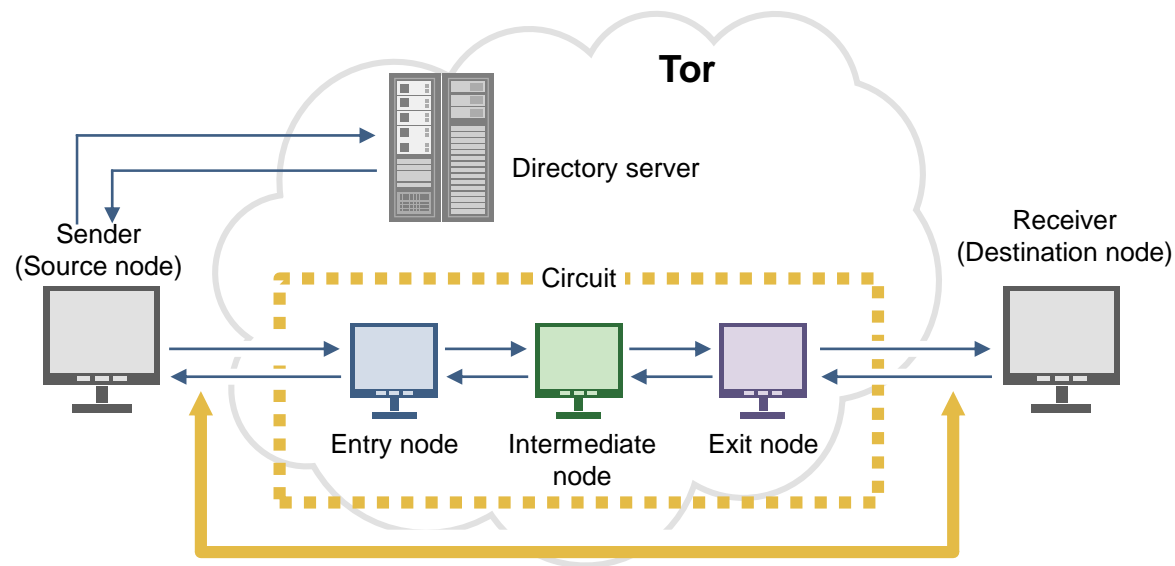 Tor
Directory server
Sender
(Source node)
Receiver
(Destination node)
Circuit
Entry node
Intermediate
node
Exit node